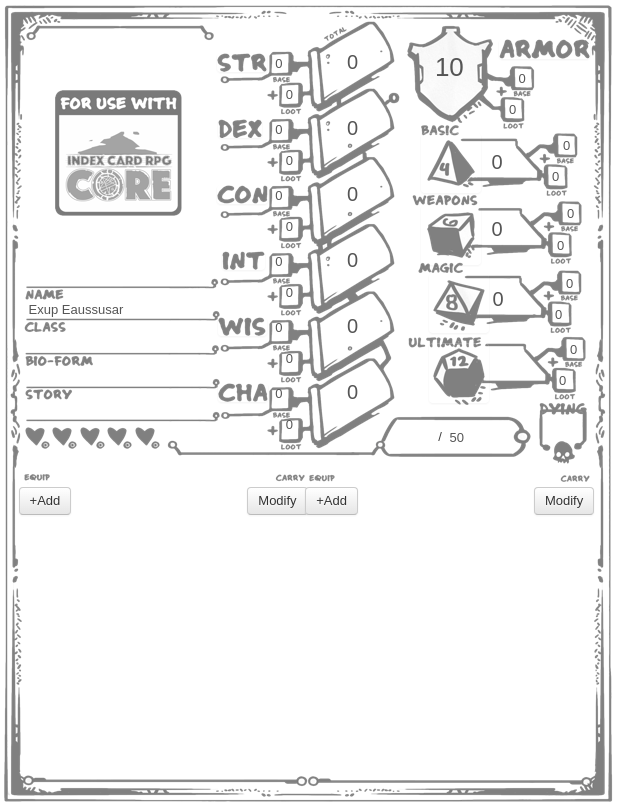 FOR USE WITH
INDEX CARD RPG
CORE
NAME
Exup Eaussusar
CLASS
BIO-FORM
STORY
TOTAL
STR 0 BASE + 0 LOOT 0
DEX 0 BASE + 0 LOOT 0
CON 0 BASE + 0 LOOT 0
INT 0 BASE + 0 LOOT 0
WIS 0 BASE + 0 LOOT 0
CHA 0 BASE + 0 LOOT 0
10 ARMOR 0 BASE + 0 LOOT
BASIC 4 0 0 BASE + 0 LOOT
WEAPONS 6 0 0 BASE + 0 LOOT
MAGIC 8 0 0 BASE + 0 LOOT
ULTIMATE 12 0 BASE + 0 LOOT
DYING
/ 50
EQUIP CARRY EQUIP CARRY
+Add Modify +Add Modify